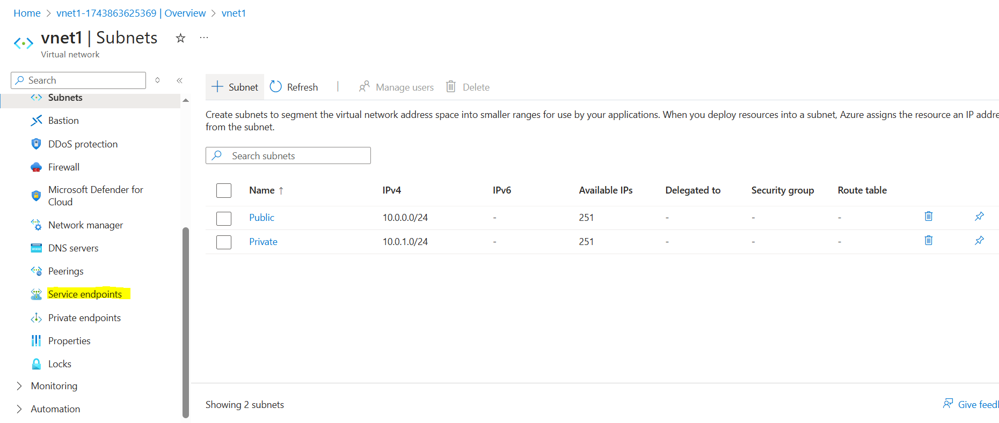 Home > vnet1-1743863625369 | Overview > vnet1
vnet1 | Subnets
Virtual network
Search
Subnets
Bastion
DDoS protection
Firewall
Microsoft Defender for
Cloud
Network manager
DNS servers
Peerings
Service endpoints
Private endpoints
Properties
Locks
Monitoring
Automation
+ Subnet Refresh | Manage users Delete
Create subnets to segment the virtual network address space into smaller ranges for use by your applications. When you deploy resources into a subnet, Azure assigns the resource an IP addre
from the subnet.
Search subnets
Name ↑ IPv4 IPv6 Available IPs Delegated to Security group Route table
Public 10.0.0.0/24 - 251 - - -
Private 10.0.1.0/24 - 251 - - -
Showing 2 subnets
Give feed